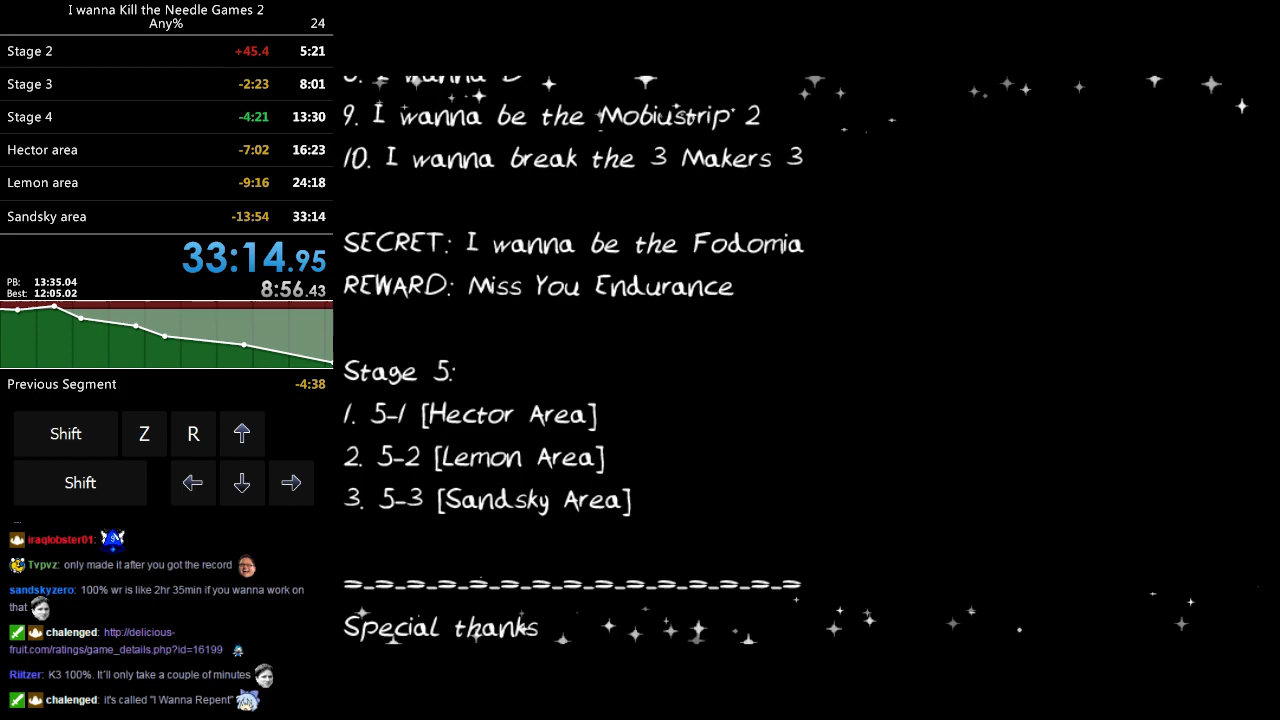 I wanna Kill the Needle Games 2
Any% 24
Stage 2 +45.4 5:21
Stage 3 -2:23 8:01
Stage 4 -4:21 13:30
Hector area -7:02 16:23
Lemon area -9:16 24:18
Sandsky area -13:54 33:14
33:14.95
PB: 13:35.04
Best: 12:05.02
8:56.43
Previous Segment -4:38
Shift Z R ↑
Shift ← ↓ →
...
iraqlobster01:
Tvpvz: only made it after you got the record
sandskyzero: 100% wr is like 2hr 35min if you wanna work on
that
chalenged: http://delicious-
fruit.com/ratings/game_details.php?id=16199
Riitzer: K3 100%. It'll only take a couple of minutes
chalenged: it's called "I Wanna Repent"
9. I wanna be the Mobiustrip 2
10. I wanna break the 3 Makers 3
SECRET: I wanna be the Fodomia
REWARD: Miss You Endurance
Stage 5:
1. 5-1 [Hector Area]
2. 5-2 [Lemon Area]
3. 5-3 [Sandsky Area]
=_=_=_=_=_=_=_=_=_=_=_=_=_=_=
Special thanks